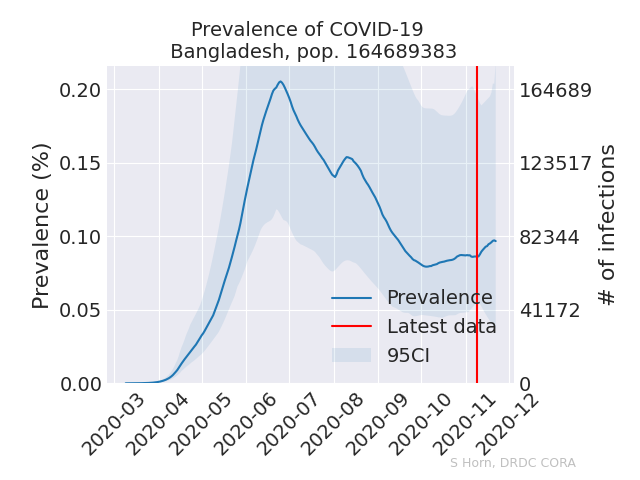 Prevalence of COVID-19
Bangladesh, pop. 164689383
Prevalence (%)
0.20
0.15
0.10
0.05
0.00
164689
123517
82344
41172
0
# of infections
Prevalence
Latest data
95CI
2020-03
2020-04
2020-05
2020-06
2020-07
2020-08
2020-09
2020-10
2020-11
2020-12
S Horn, DRDC CORA